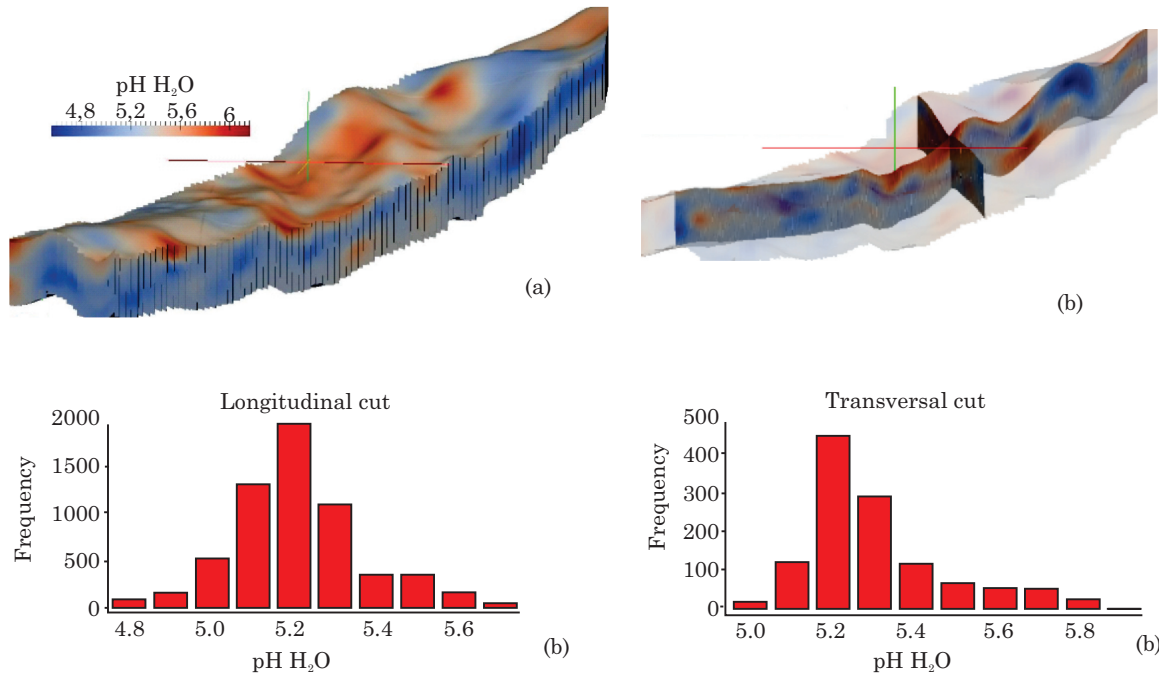 pH H₂O
4,8 5,2 5,6 6
(a)
(b)
Longitudinal cut
Frequency
2000
1500
1000
500
0
4.8 5.0 5.2 5.4 5.6
pH H₂O
(b)
Transversal cut
Frequency
500
400
300
200
100
0
5.0 5.2 5.4 5.6 5.8
pH H₂O
(b)